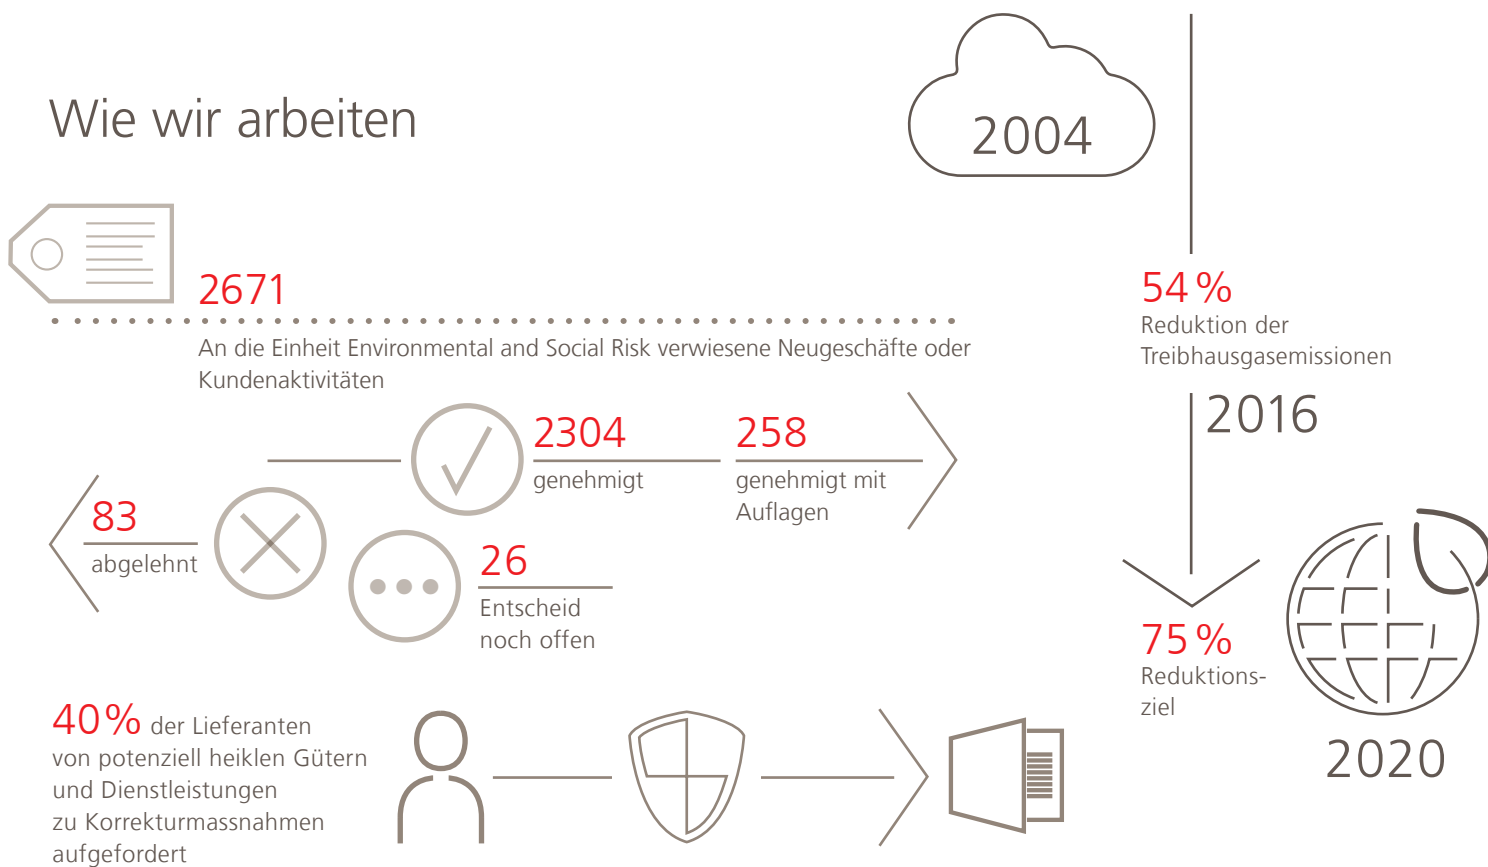 Wie wir arbeiten
2004
2671
An die Einheit Environmental and Social Risk verwiesene Neugeschäfte oder
Kundenaktivitäten
54 %
Reduktion der
Treibhausgasemissionen
2016
2304
genehmigt
258
genehmigt mit
Auflagen
83
abgelehnt
26
Entscheid
noch offen
75 %
Reduktions-
ziel
2020
40% der Lieferanten
von potenziell heiklen Gütern
und Dienstleistungen
zu Korrekturmassnahmen
aufgefordert